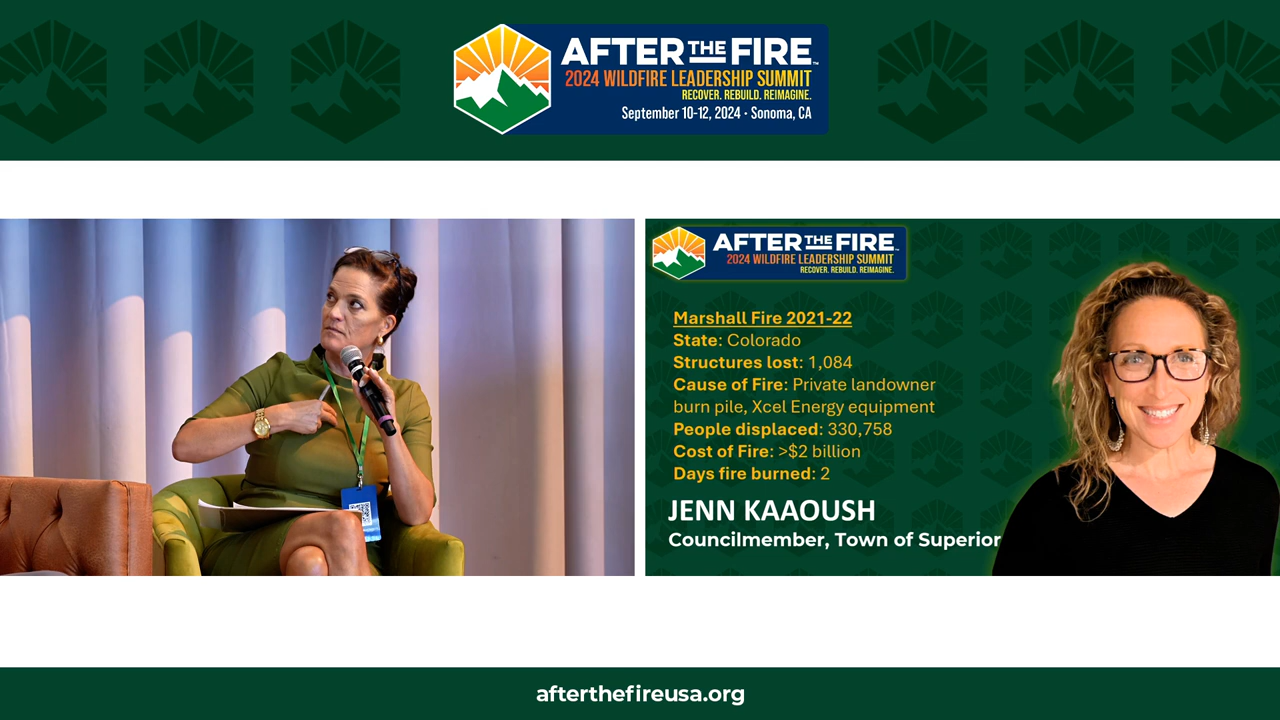 AFTER THE FIRE™
2024 WILDFIRE LEADERSHIP SUMMIT
RECOVER. REBUILD. REIMAGINE.
September 10-12, 2024 · Sonoma, CA
AFTER THE FIRE™
2024 WILDFIRE LEADERSHIP SUMMIT
RECOVER. REBUILD. REIMAGINE.
Marshall Fire 2021-22
State: Colorado
Structures lost: 1,084
Cause of Fire: Private landowner
burn pile, Xcel Energy equipment
People displaced: 330,758
Cost of Fire: >$2 billion
Days fire burned: 2
JENN KAAOUSH
Councilmember, Town of Superior
afterthefireusa.org